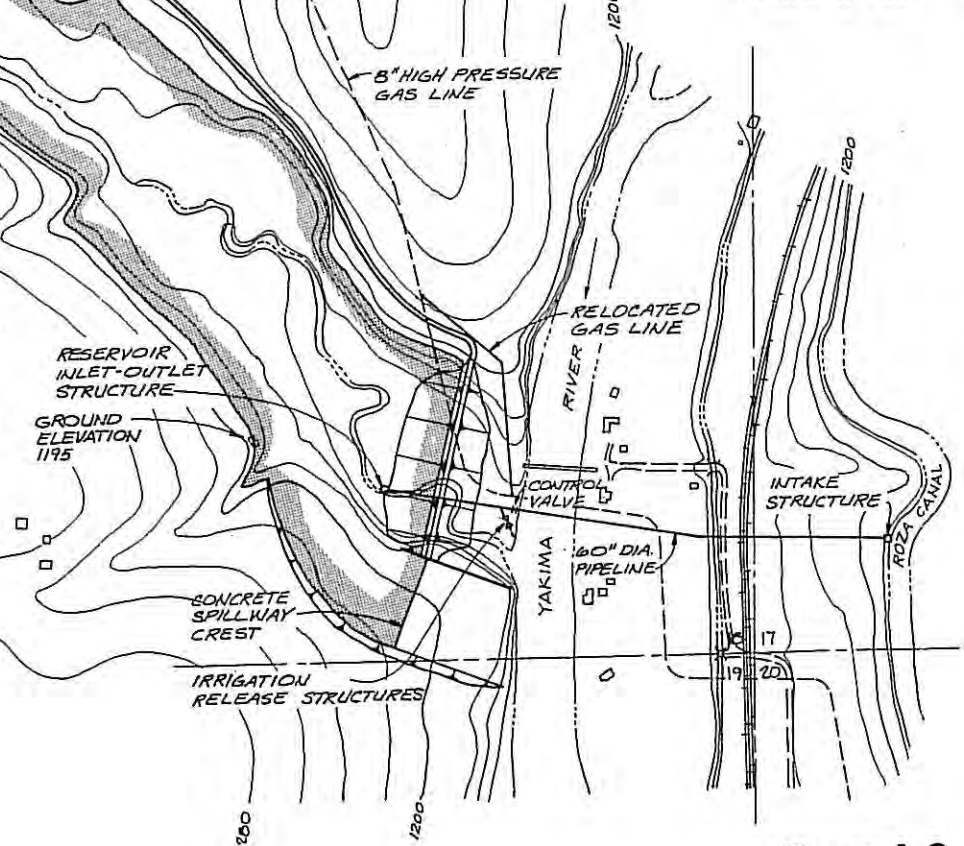 1200
8" HIGH PRESSURE
GAS LINE
1200
RELOCATED
GAS LINE
RIVER
RESERVOIR
INLET-OUTLET
STRUCTURE
GROUND
ELEVATION
1195
CONTROL
VALVE
INTAKE
STRUCTURE
ROZA CANAL
YAKIMA
60" DIA.
PIPELINE
CONCRETE
SPILLWAY
CREST
17
19
20
IRRIGATION
RELEASE STRUCTURES
1200